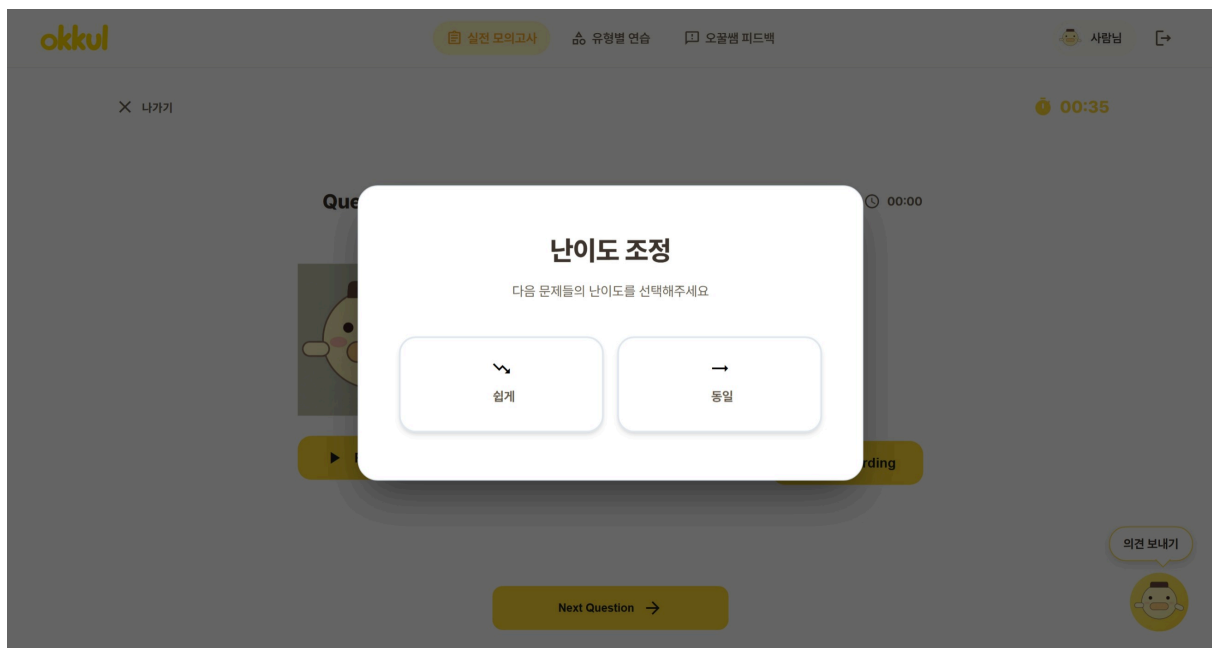 okkul
실전 모의고사 유형별 연습 오꿀쌤 피드백 사람님
나가기 00:35
Que 00:00
난이도 조정
다음 문제들의 난이도를 선택해주세요
쉽게 동일
rding
의견 보내기
Next Question